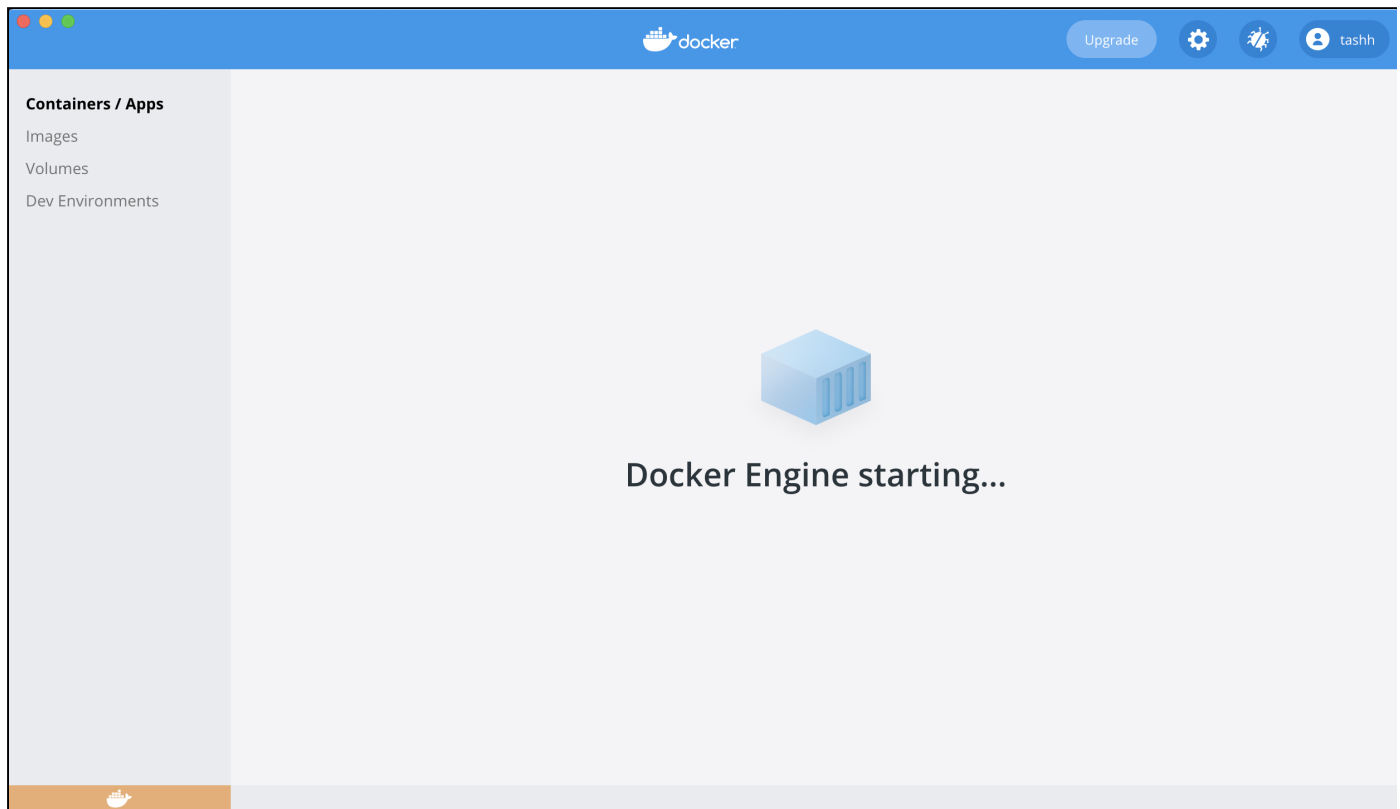 docker
Upgrade
tashh
Containers / Apps
Images
Volumes
Dev Environments
Docker Engine starting...